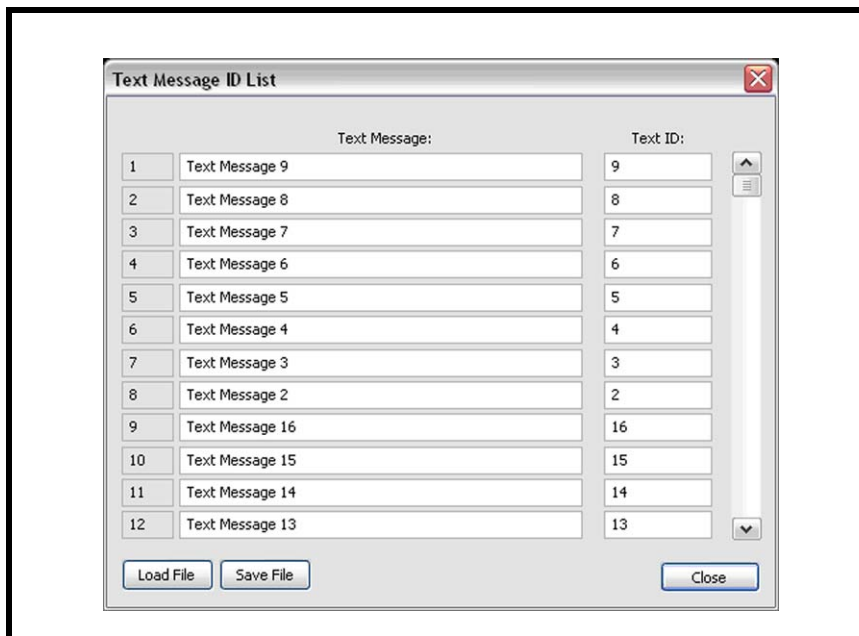 Text Message ID List
Text Message: Text ID:
1 Text Message 9 9
2 Text Message 8 8
3 Text Message 7 7
4 Text Message 6 6
5 Text Message 5 5
6 Text Message 4 4
7 Text Message 3 3
8 Text Message 2 2
9 Text Message 16 16
10 Text Message 15 15
11 Text Message 14 14
12 Text Message 13 13
Load File Save File Close